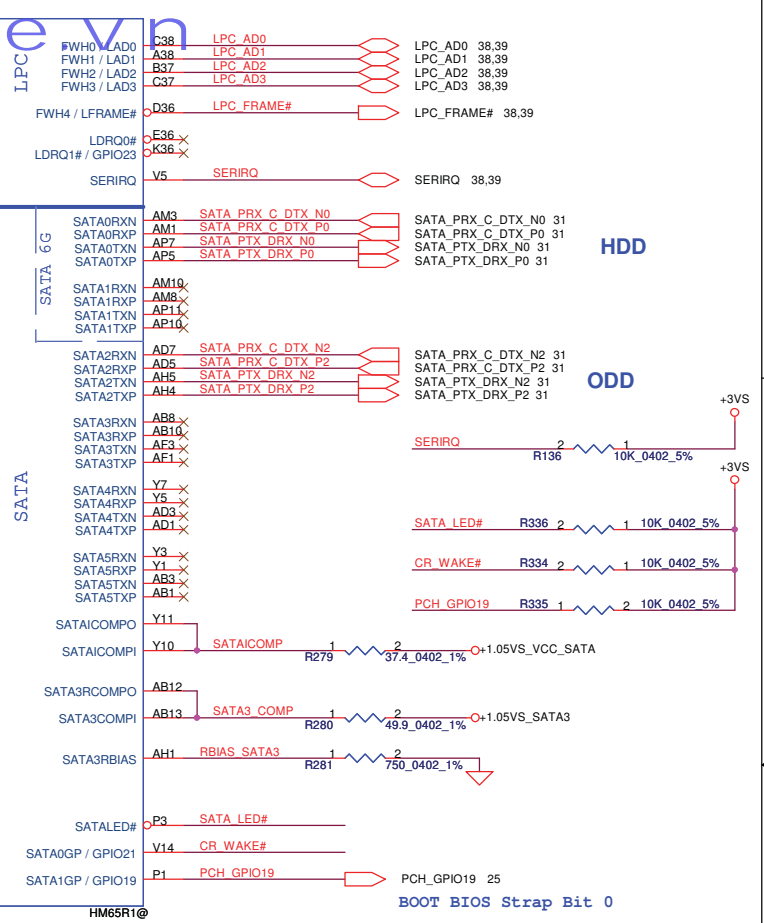 evn
LPC
FWH0 / LAD0 C38 LPC_AD0 LPC_AD0 38,39
FWH1 / LAD1 A38 LPC_AD1 LPC_AD1 38,39
FWH2 / LAD2 B37 LPC_AD2 LPC_AD2 38,39
FWH3 / LAD3 C37 LPC_AD3 LPC_AD3 38,39
FWH4 / LFRAME# D36 LPC_FRAME# LPC_FRAME# 38,39
LDRQ0# E36
LDRQ1# / GPIO23 K36
SERIRQ V5 SERIRQ SERIRQ 38,39
SATA 6G
SATA0RXN AM3 SATA_PRX_C_DTX_N0 SATA_PRX_C_DTX_N0 31
SATA0RXP AM1 SATA_PRX_C_DTX_P0 SATA_PRX_C_DTX_P0 31
SATA0TXN AP7 SATA_PTX_DRX_N0 SATA_PTX_DRX_N0 31
SATA0TXP AP5 SATA_PTX_DRX_P0 SATA_PTX_DRX_P0 31
HDD
SATA1RXN AM10
SATA1RXP AM8
SATA1TXN AP11
SATA1TXP AP10
SATA2RXN AD7 SATA_PRX_C_DTX_N2 SATA_PRX_C_DTX_N2 31
SATA2RXP AD5 SATA_PRX_C_DTX_P2 SATA_PRX_C_DTX_P2 31
SATA2TXN AH5 SATA_PTX_DRX_N2 SATA_PTX_DRX_N2 31
SATA2TXP AH4 SATA_PTX_DRX_P2 SATA_PTX_DRX_P2 31
ODD
+3VS
SATA
SATA3RXN AB8
SATA3RXP AB10
SATA3TXN AF3
SATA3TXP AF1
SERIRQ R136 2 1 10K_0402_5%
+3VS
SATA4RXN Y7
SATA4RXP Y5
SATA4TXN AD3
SATA4TXP AD1
SATA_LED# R336 2 1 10K_0402_5%
SATA5RXN Y3
SATA5RXP Y1
SATA5TXN AB3
SATA5TXP AB1
CR_WAKE# R334 2 1 10K_0402_5%
PCH_GPIO19 R335 1 2 10K_0402_5%
SATAICOMPO Y11
SATAICOMPI Y10 SATAICOMP R279 1 2 37.4_0402_1% +1.05VS_VCC_SATA
SATA3RCOMPO AB12
SATA3COMPI AB13 SATA3_COMP R280 1 2 49.9_0402_1% +1.05VS_SATA3
SATA3RBIAS AH1 RBIAS_SATA3 R281 1 2 750_0402_1%
SATALED# P3 SATA_LED#
SATA0GP / GPIO21 V14 CR_WAKE#
SATA1GP / GPIO19 P1 PCH_GPIO19 PCH_GPIO19 25
BOOT BIOS Strap Bit 0
HM65R1@